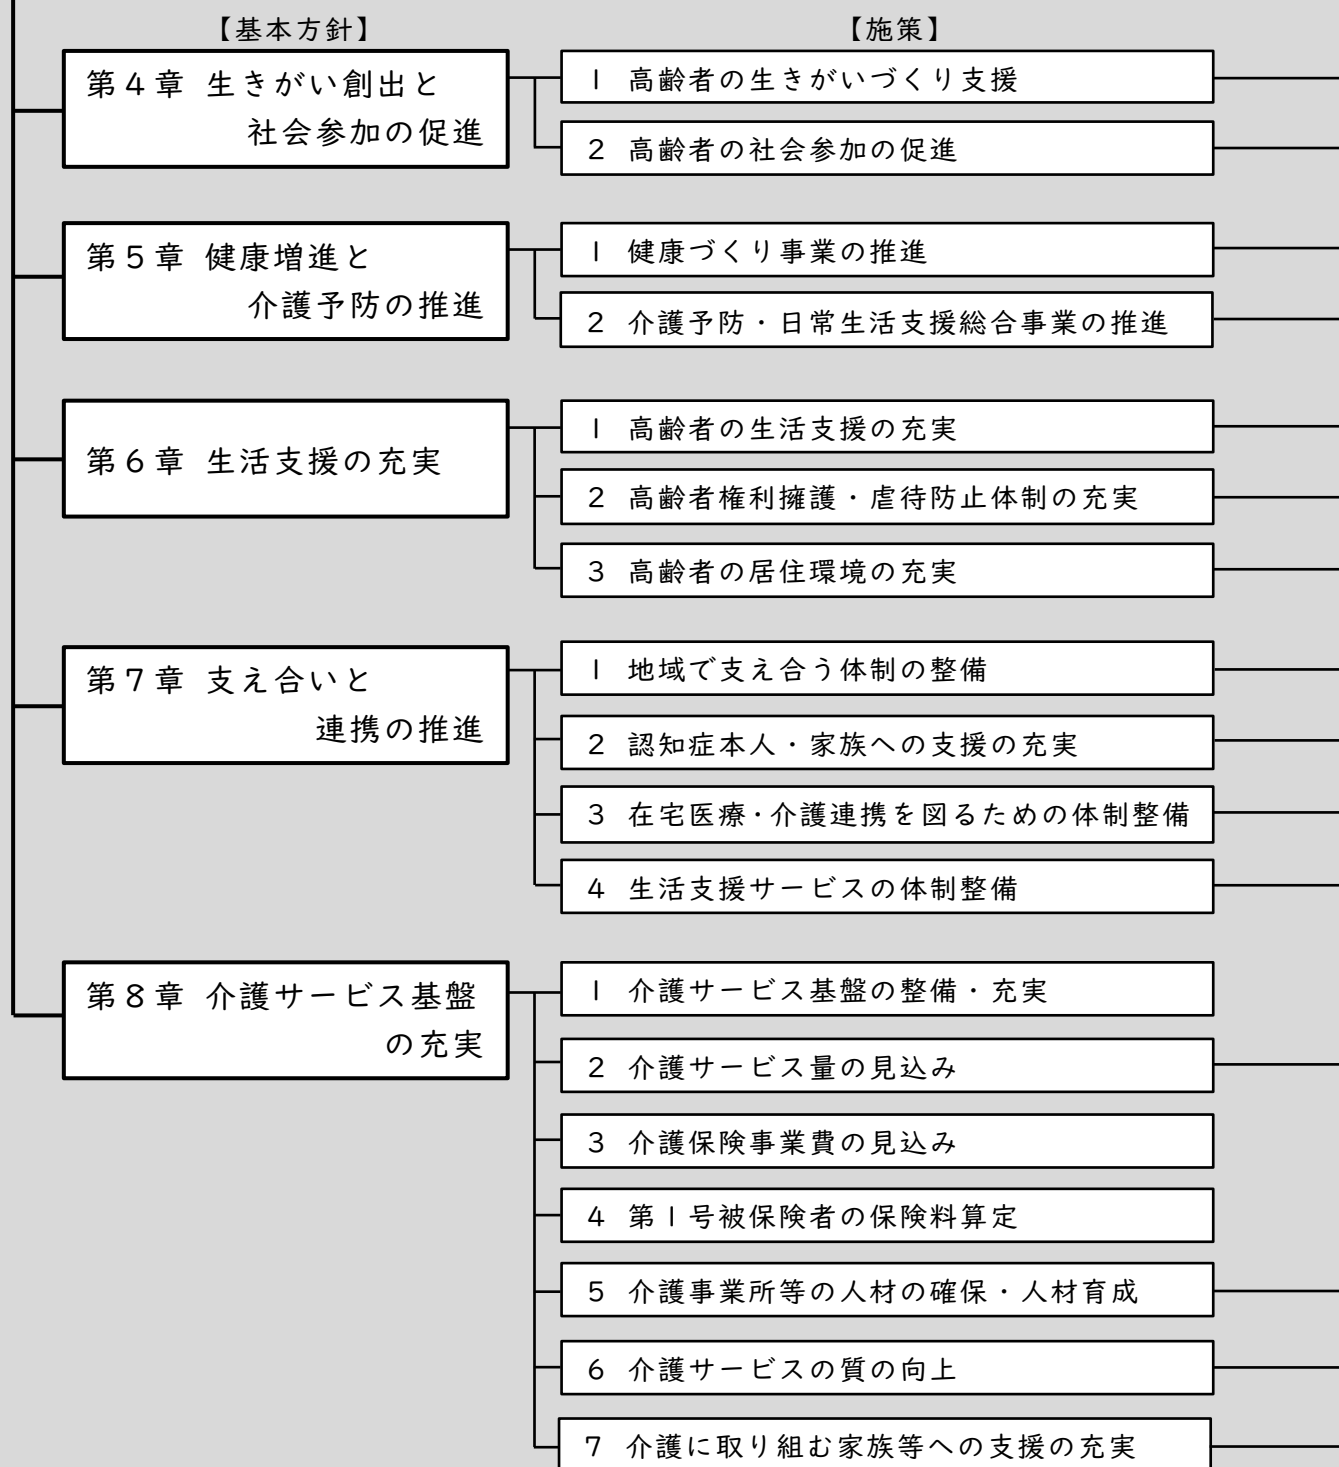 【基本方針】
【施策】
第4章 生きがい創出と
社会参加の促進
1 高齢者の生きがいづくり支援
2 高齢者の社会参加の促進
第5章 健康増進と
介護予防の推進
1 健康づくり事業の推進
2 介護予防・日常生活支援総合事業の推進
第6章 生活支援の充実
1 高齢者の生活支援の充実
2 高齢者権利擁護・虐待防止体制の充実
3 高齢者の居住環境の充実
第7章 支え合いと
連携の推進
1 地域で支え合う体制の整備
2 認知症本人・家族への支援の充実
3 在宅医療・介護連携を図るための体制整備
4 生活支援サービスの体制整備
第8章 介護サービス基盤
の充実
1 介護サービス基盤の整備・充実
2 介護サービス量の見込み
3 介護保険事業費の見込み
4 第1号被保険者の保険料算定
5 介護事業所等の人材の確保・人材育成
6 介護サービスの質の向上
7 介護に取り組む家族等への支援の充実